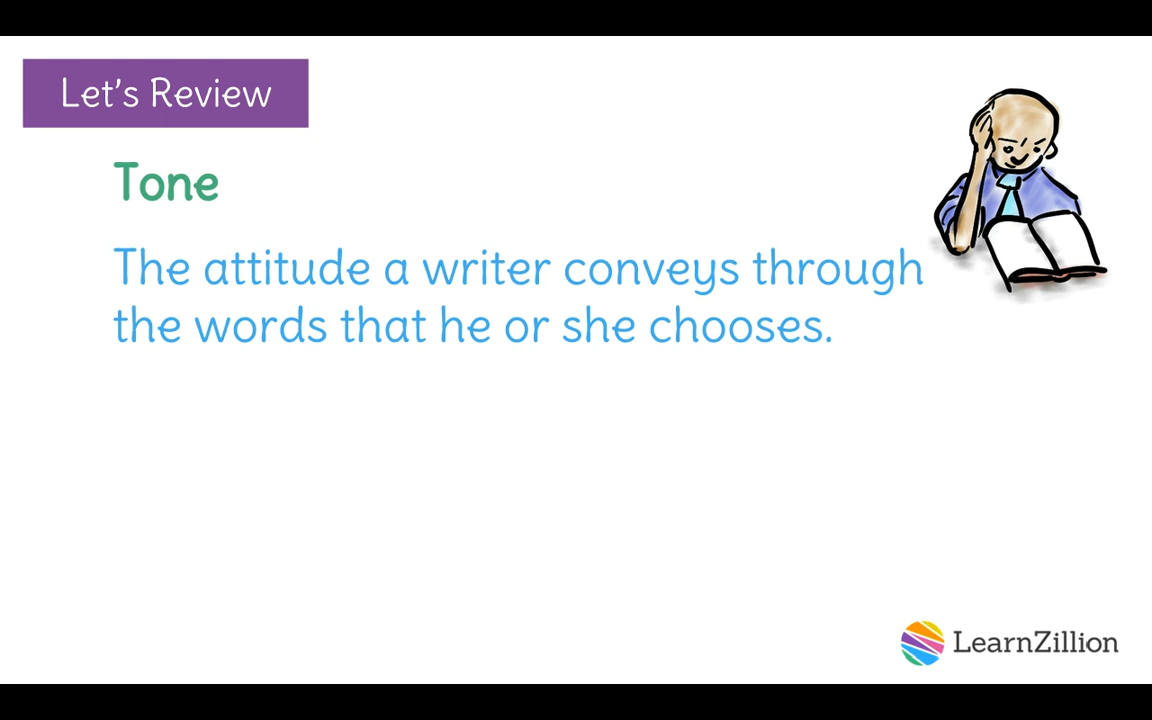 Let's Review
Tone
The attitude a writer conveys through
the words that he or she chooses.
LearnZillion